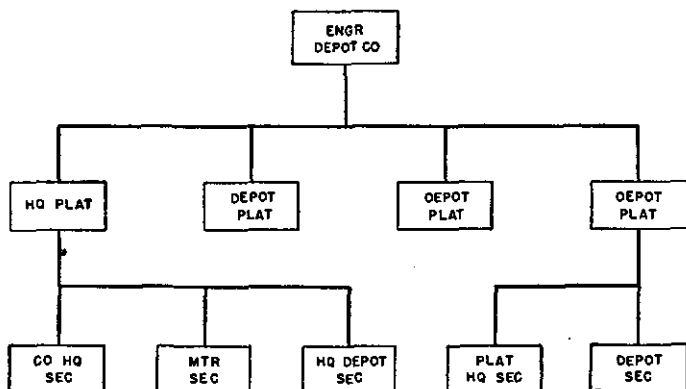 ENGR
DEPOT CO
HQ PLAT
DEPOT
PLAT
OEPOT
PLAT
OEPOT
PLAT
CO HQ
SEC
MTR
SEC
HQ DEPOT
SEC
PLAT
HQ SEC
DEPOT
SEC